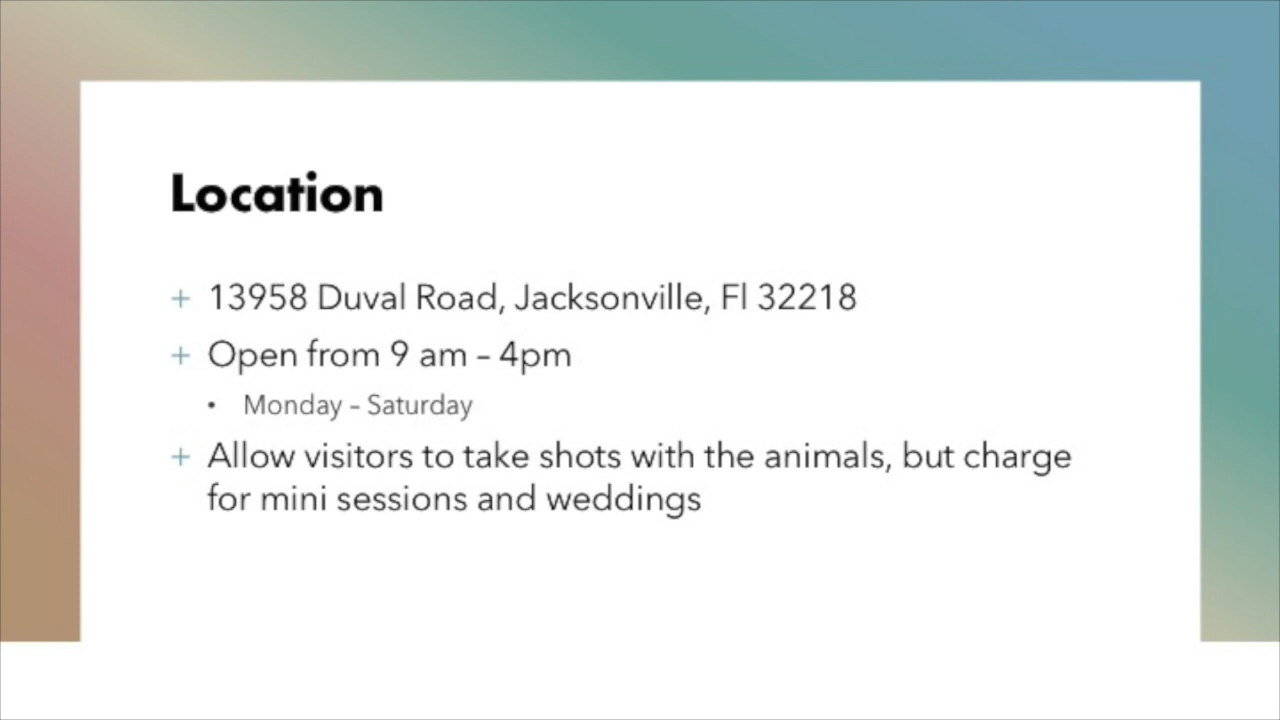 Location
+ 13958 Duval Road, Jacksonville, Fl 32218
+ Open from 9 am – 4pm
• Monday – Saturday
+ Allow visitors to take shots with the animals, but charge
for mini sessions and weddings